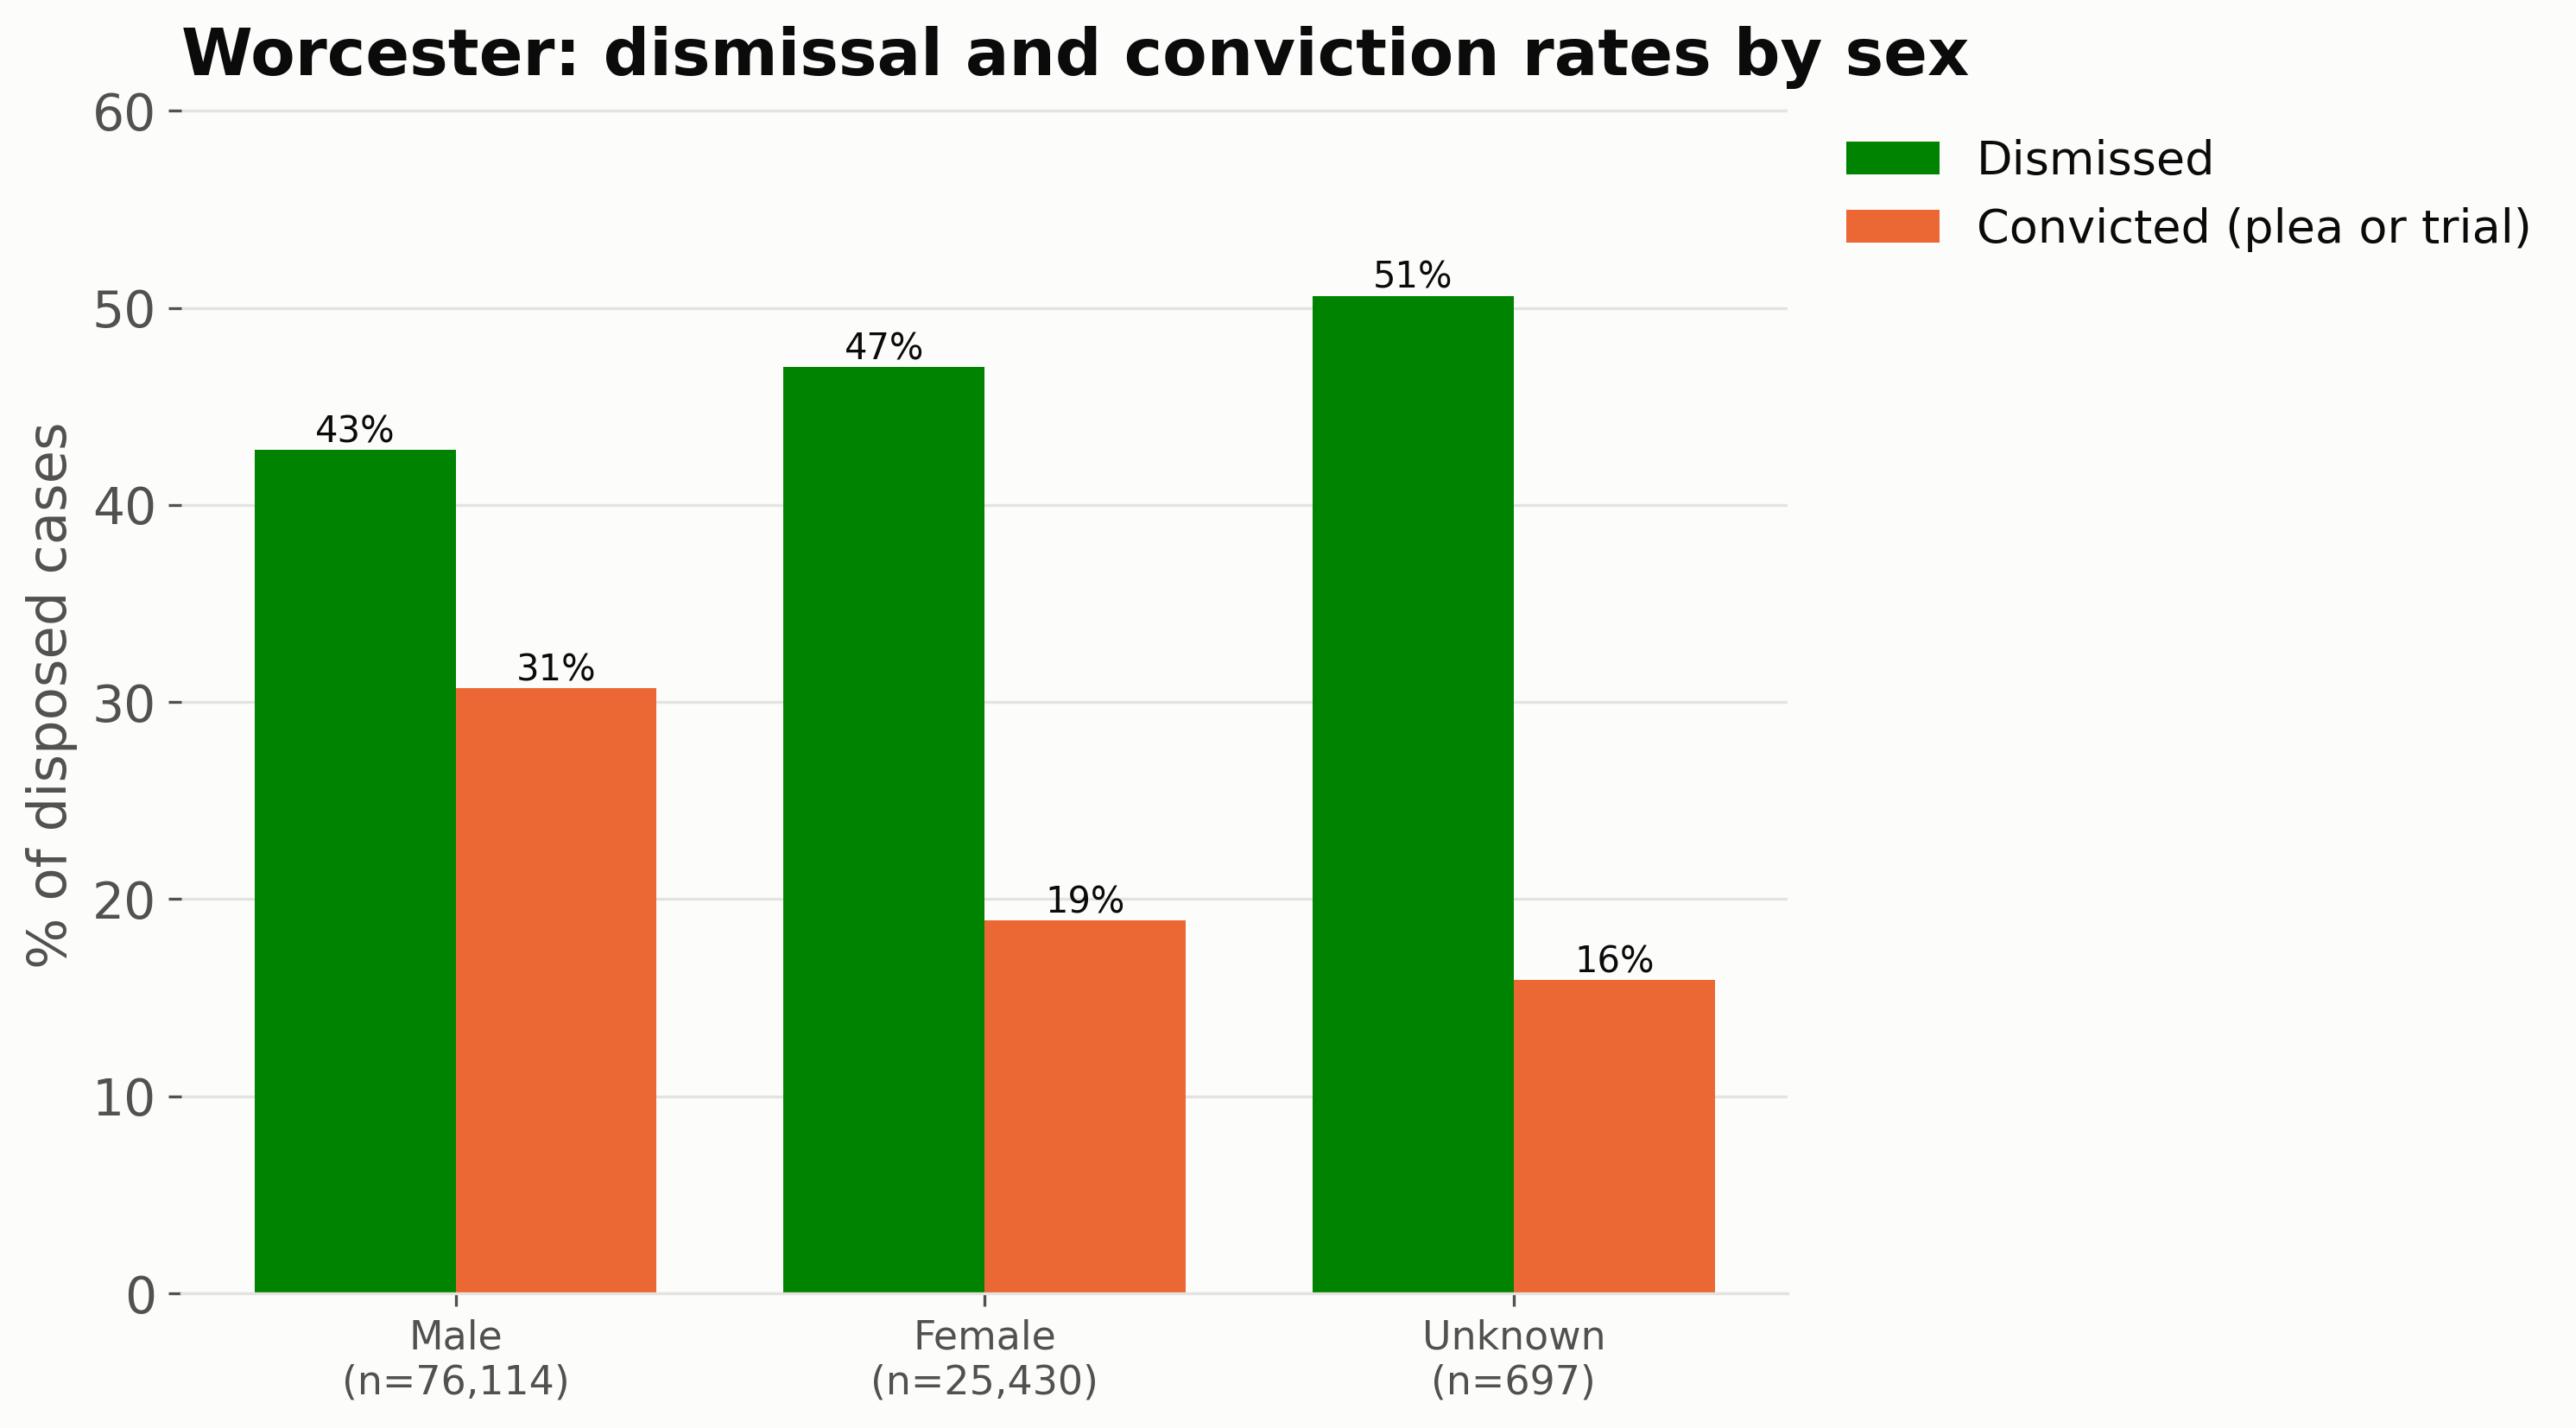 Worcester: dismissal and conviction rates by sex
Dismissed
Convicted (plea or trial)
% of disposed cases
60
50
40
30
20
10
0
43%
31%
47%
19%
51%
16%
Male
(n=76,114)
Female
(n=25,430)
Unknown
(n=697)